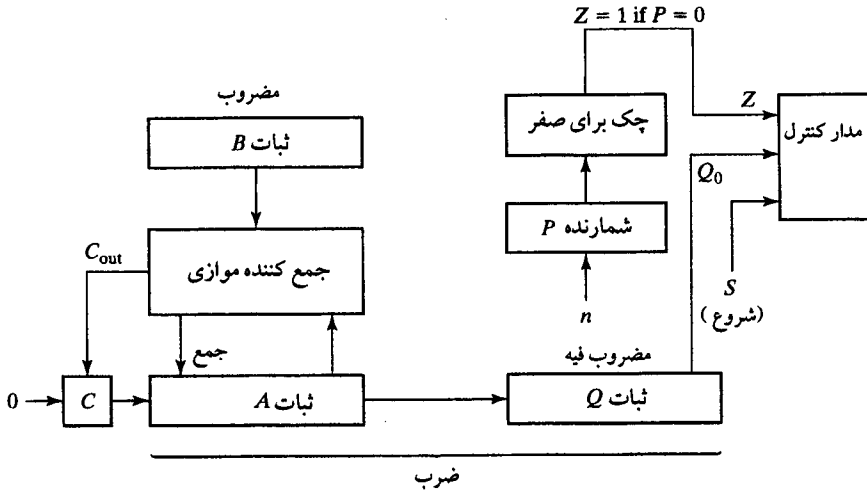 Z = 1 if P = 0
مضروب
ثبات B
چک برای صفر
Z
مدار کنترل
Q₀
شمارنده P
C_out
جمع کننده موازی
S
(شروع)
n
جمع
مضروب فیه
0
C
ثبات A
ثبات Q
ضرب